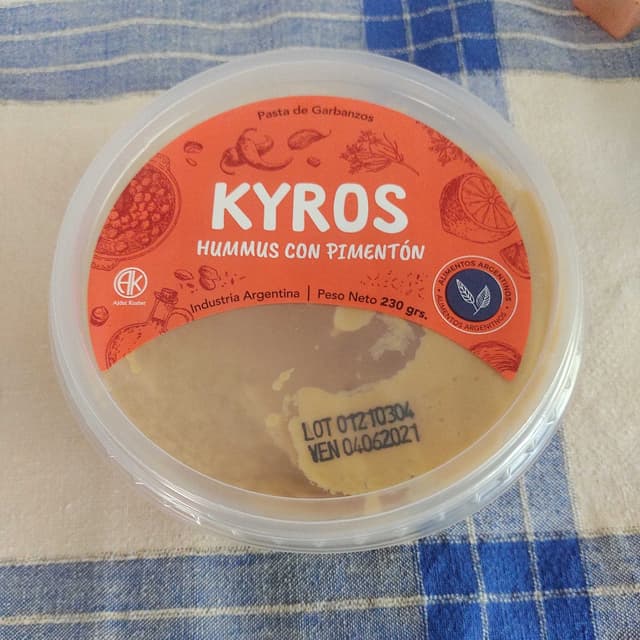 Pasta de Garbanzos
KYROS
HUMMUS CON PIMENTÓN
AK
Ajdut Kosher
Industria Argentina | Peso Neto 230 grs.
ALIMENTOS ARGENTINOS
ALIMENTOS ARGENTINOS
LOT 01210304
VEN 04062021